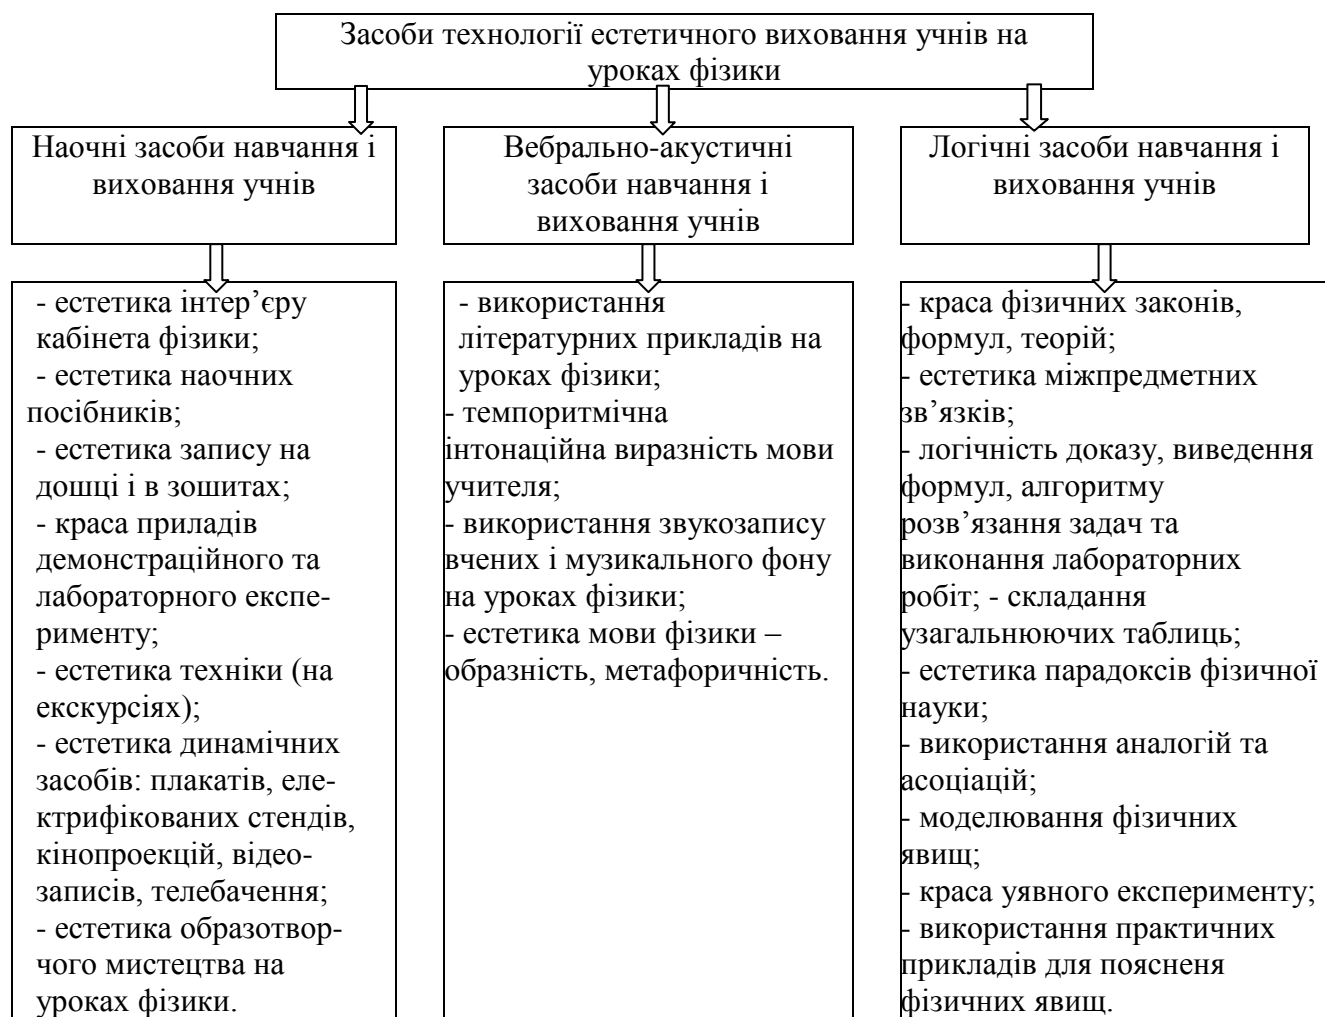 Засоби технології естетичного виховання учнів на
уроках фізики
Наочні засоби навчання і
виховання учнів
Вебрально-акустичні
засоби навчання і
виховання учнів
Логічні засоби навчання і
виховання учнів
- естетика інтер’єру
кабінета фізики;
- естетика наочних
посібників;
- естетика запису на
дошці і в зошитах;
- краса приладів
демонстраційного та
лабораторного експе-
рименту;
- естетика техніки (на
екскурсіях);
- естетика динамічних
засобів: плакатів, еле-
ктрифікованих стендів,
кінопроекцій, відео-
записів, телебачення;
- естетика образотвор-
чого мистецтва на
уроках фізики.
- використання
літературних прикладів на
уроках фізики;
- темпоритмічна
інтонаційна виразність мови
учителя;
- використання звукозапису
вчених і музикального фону
на уроках фізики;
- естетика мови фізики –
образність, метафоричність.
- краса фізичних законів,
формул, теорій;
- естетика міжпредметних
зв’язків;
- логічність доказу, виведення
формул, алгоритму
розв’язання задач та
виконання лабораторних
робіт; - складання
узагальнюючих таблиць;
- естетика парадоксів фізичної
науки;
- використання аналогій та
асоціацій;
- моделювання фізичних
явищ;
- краса уявного експерименту;
- використання практичних
прикладів для поясненя
фізичних явищ.